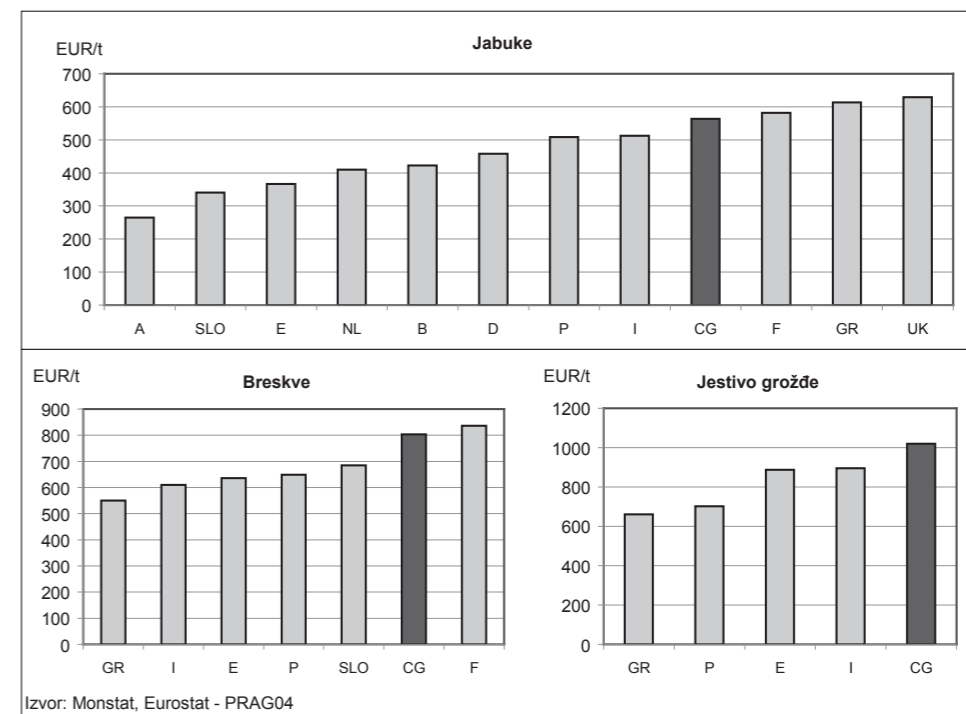 Jabuke
EUR/t
700
600
500
400
300
200
100
0
A SLO E NL B D P I CG F GR UK
Breskve
EUR/t
900
800
700
600
500
400
300
200
100
0
GR I E P SLO CG F
Jestivo grožđe
EUR/t
1200
1000
800
600
400
200
0
GR P E I CG
Izvor: Monstat, Eurostat - PRAG04